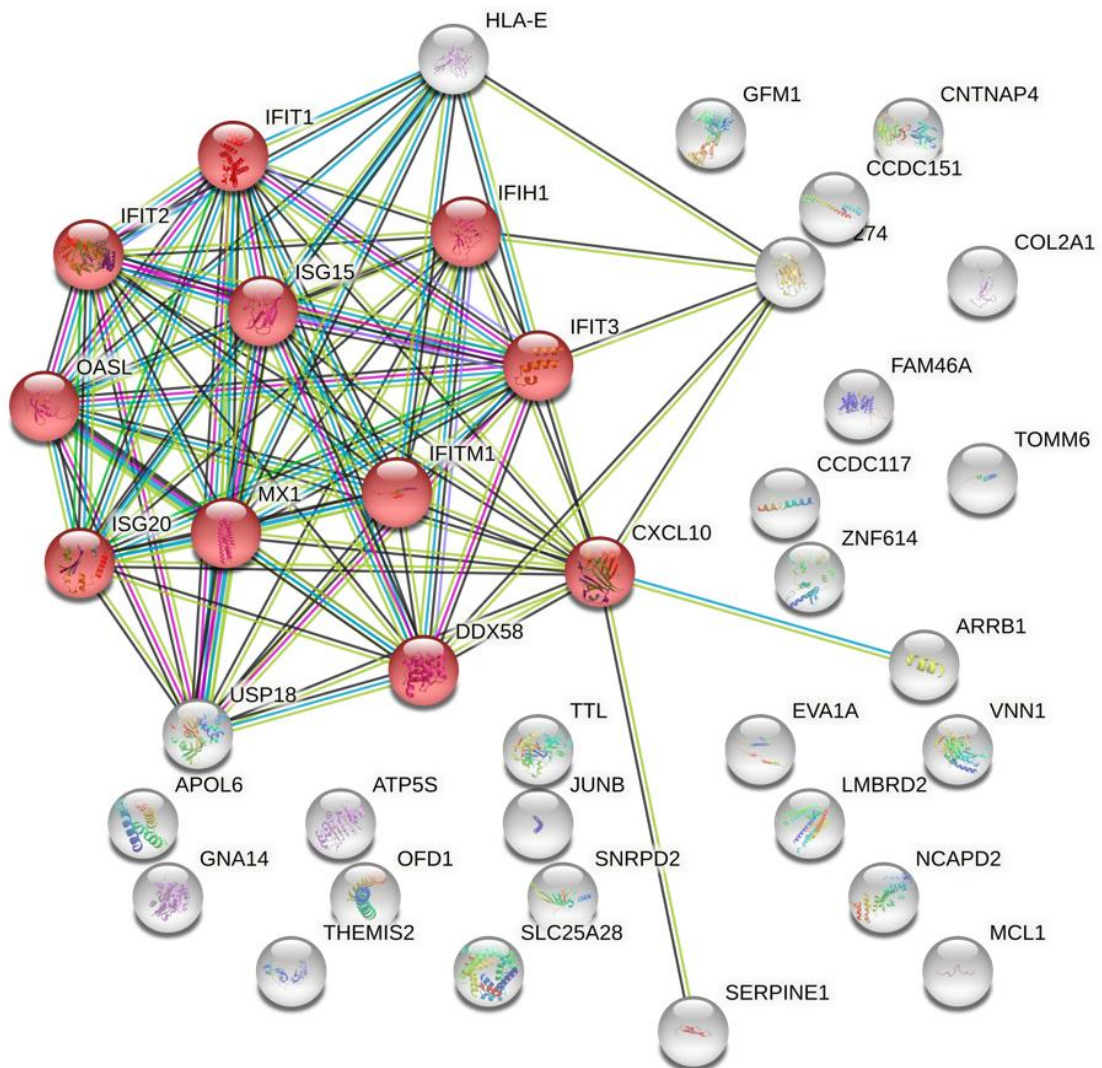 HLA-E
GFM1
CNTNAP4
IFIT1
CCDC151
IFIH1
IFIT2
274
COL2A1
ISG15
IFIT3
OASL
FAM46A
TOMM6
IFITM1
CCDC117
MX1
ISG20
CXCL10
ZNF614
DDX58
ARRB1
USP18
TTL
EVA1A
VNN1
APOL6
ATP5S
JUNB
LMBRD2
GNA14
OFD1
SNRPD2
NCAPD2
THEMIS2
SLC25A28
MCL1
SERPINE1